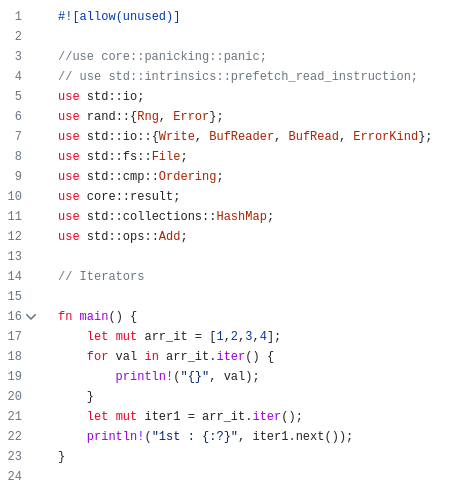 1 #![allow(unused)]
2
3 //use core::panicking::panic;
4 // use std::intrinsics::prefetch_read_instruction;
5 use std::io;
6 use rand::{Rng, Error};
7 use std::io::{Write, BufReader, BufRead, ErrorKind};
8 use std::fs::File;
9 use std::cmp::Ordering;
10 use core::result;
11 use std::collections::HashMap;
12 use std::ops::Add;
13
14 // Iterators
15
16 fn main() {
17     let mut arr_it = [1,2,3,4];
18     for val in arr_it.iter() {
19         println!("{}", val);
20     }
21     let mut iter1 = arr_it.iter();
22     println!("1st : {:?}", iter1.next());
23 }
24